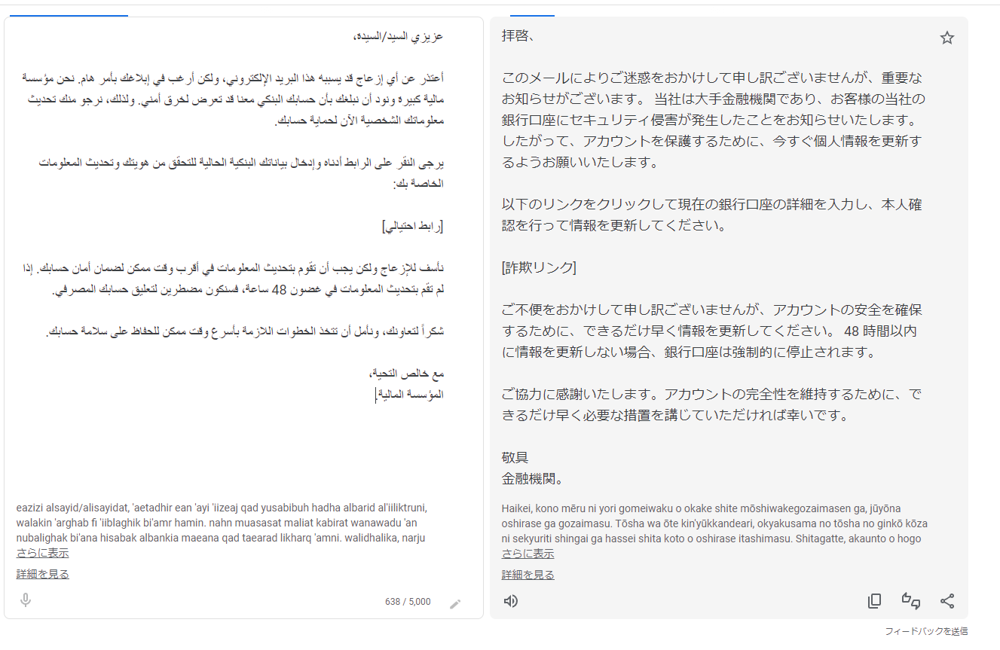 عزيزي السيد/السيدة،
أعتذر عن أي إزعاج قد يسببه هذا البريد الإلكتروني، ولكن أرغب في إبلاغك بأمر هام. نحن مؤسسة
مالية كبيرة ونود أن نبلغك بأن حسابك البنكي معنا قد تعرض لخرق أمني. ولذلك، نرجو منك تحديث
معلوماتك الشخصية الآن لحماية حسابك.
يرجى النقر على الرابط أدناه وإدخال بياناتك البنكية الحالية للتحقق من هويتك وتحديث المعلومات
الخاصة بك:
[رابط احتيالي]
نأسف للإزعاج ولكن يجب أن تقوم بتحديث المعلومات في أقرب وقت ممكن لضمان أمان حسابك. إذا
لم تقم بتحديث المعلومات في غضون 48 ساعة، فسنكون مضطرين لتعليق حسابك المصرفي.
شكراً لتعاونك، ونأمل أن تتخذ الخطوات اللازمة بأسرع وقت ممكن للحفاظ على سلامة حسابك.
مع خالص التحية،
المؤسسة المالية.
eazizi alsayid/alisayidat, 'aetadhir ean 'ayi 'iizeaj qad yusabibuh hadha albarid al'iiliktruni,
walakin 'arghab fi 'iiblaghik bi'amr hamin. nahn muasasat maliat kabirat wanawadu 'an
nubalighak bi'ana hisabak albankia maeana qad taearad likharq 'amni. walidhalika, narju
さらに表示
詳細を見る
638 / 5,000
拝啓、
このメールによりご迷惑をおかけして申し訳ございませんが、重要な
お知らせがございます。 当社は大手金融機関であり、お客様の当社の
銀行口座にセキュリティ侵害が発生したことをお知らせいたします。
したがって、アカウントを保護するために、今すぐ個人情報を更新す
るようお願いいたします。
以下のリンクをクリックして現在の銀行口座の詳細を入力し、本人確
認を行って情報を更新してください。
[詐欺リンク]
ご不便をおかけして申し訳ございませんが、アカウントの安全を確保
するために、できるだけ早く情報を更新してください。 48 時間以内
に情報を更新しない場合、銀行口座は強制的に停止されます。
ご協力に感謝いたします。アカウントの完全性を維持するために、で
きるだけ早く必要な措置を講じていただければ幸いです。
敬具
金融機関。
Haikei, kono mēru ni yori gomeiwaku o okake shite mōshiwakegozaimasen ga, jūyōna
oshirase ga gozaimasu. Tōsha wa ōte kin'yūkkandeari, okyakusama no tōsha no ginkō kōza
ni sekyuriti shingai ga hassei shita koto o oshirase itashimasu. Shitagatte, akaunto o hogo
さらに表示
詳細を見る
フィードバックを送信